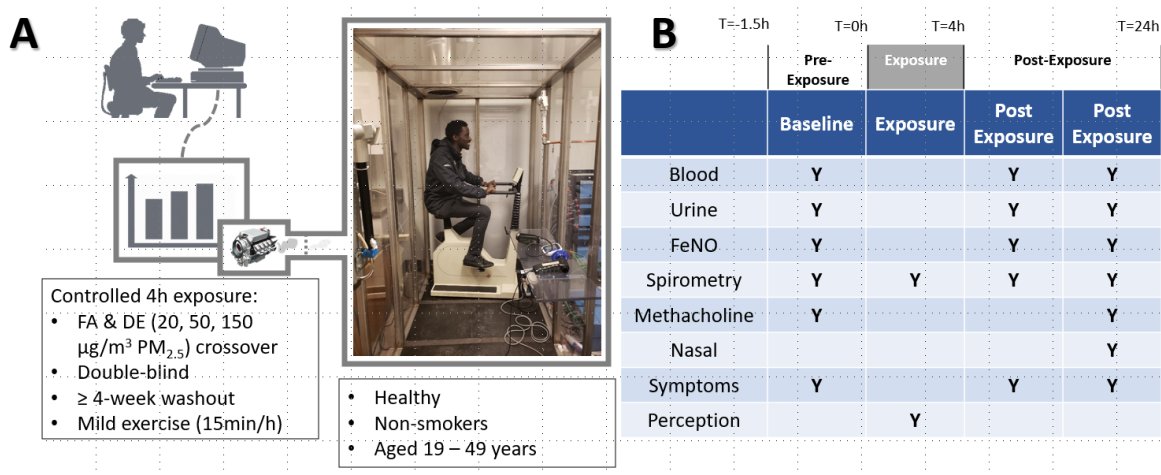 A
Controlled 4h exposure:
• FA & DE (20, 50, 150
µg/m³ PM₂.₅) crossover
• Double-blind
• ≥ 4-week washout
• Mild exercise (15min/h)
• Healthy
• Non-smokers
• Aged 19 – 49 years
B
T=-1.5h T=0h T=4h T=24h
Pre-
Exposure
Exposure
Post-Exposure
Baseline
Exposure
Post
Exposure
Post
Exposure
Blood Y Y Y
Urine Y Y Y
FeNO Y Y Y
Spirometry Y Y Y Y
Methacholine Y Y
Nasal Y
Symptoms Y Y Y
Perception Y